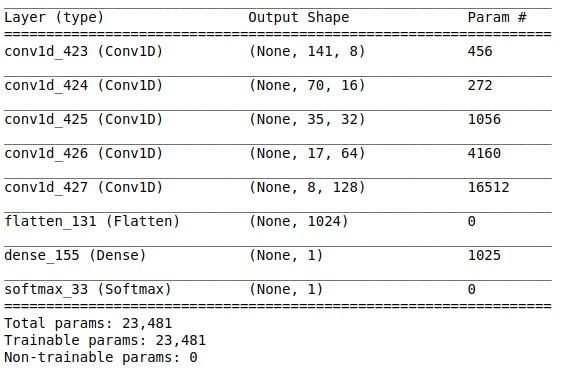 Layer (type) Output Shape Param #
conv1d_423 (Conv1D) (None, 141, 8) 456
conv1d_424 (Conv1D) (None, 70, 16) 272
conv1d_425 (Conv1D) (None, 35, 32) 1056
conv1d_426 (Conv1D) (None, 17, 64) 4160
conv1d_427 (Conv1D) (None, 8, 128) 16512
flatten_131 (Flatten) (None, 1024) 0
dense_155 (Dense) (None, 1) 1025
softmax_33 (Softmax) (None, 1) 0
Total params: 23,481
Trainable params: 23,481
Non-trainable params: 0